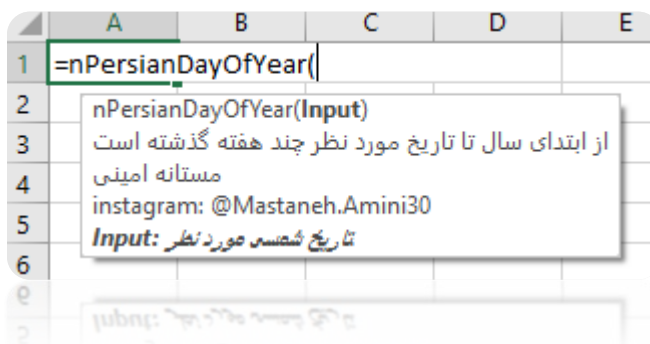 A B C D E
1 =nPersianDayOfYear(
2 nPersianDayOfYear(Input)
3 از ابتدای سال تا تاریخ مورد نظر چند هفته گذشته است
4 مستانه امینی
5 instagram: @Mastaneh.Amini30
Input: تاریخ شمسی مورد نظر
6